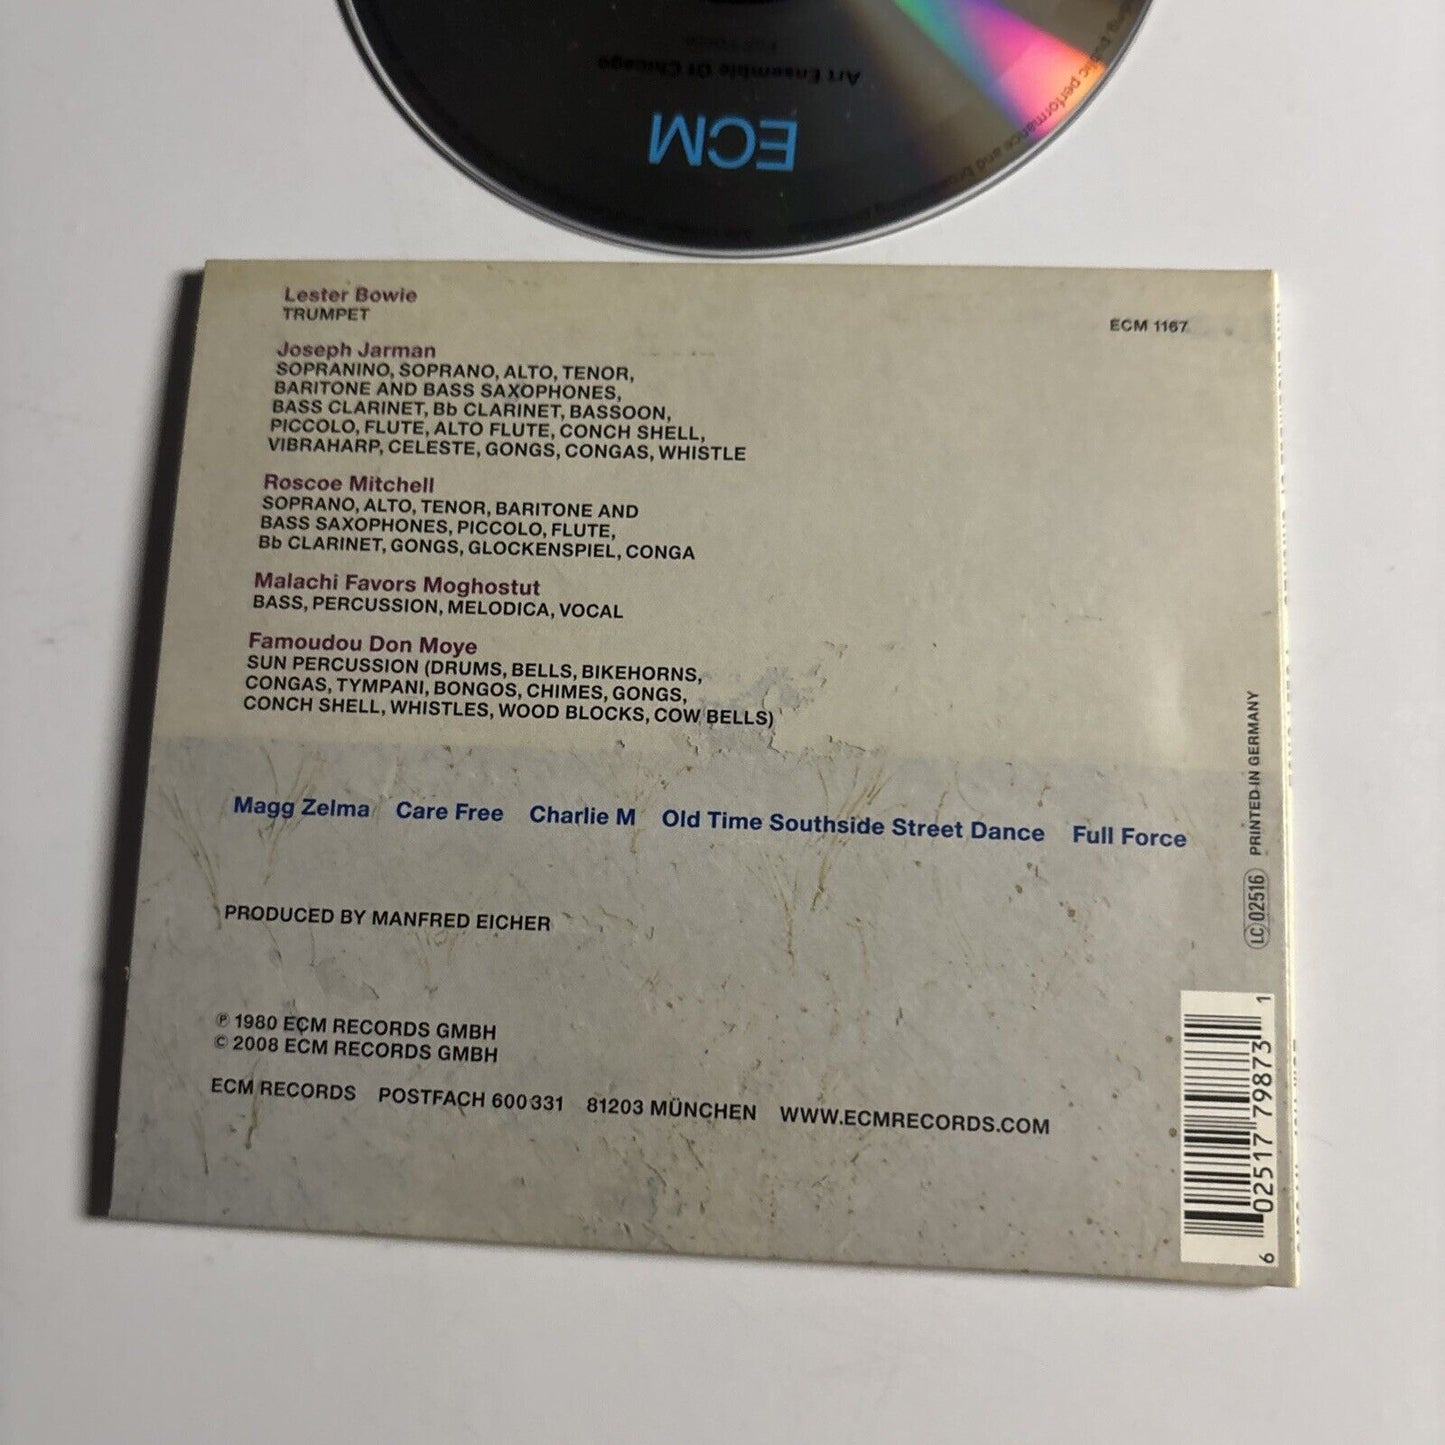 Full Force
Art Ensemble Of Chicago
ECM
Lester Bowie
TRUMPET
ECM 1167
Joseph Jarman
SOPRANINO, SOPRANO, ALTO, TENOR,
BARITONE AND BASS SAXOPHONES,
BASS CLARINET, Bb CLARINET, BASSOON,
PICCOLO, FLUTE, ALTO FLUTE, CONCH SHELL,
VIBRAHARP, CELESTE, GONGS, CONGAS, WHISTLE
Roscoe Mitchell
SOPRANO, ALTO, TENOR, BARITONE AND
BASS SAXOPHONES, PICCOLO, FLUTE,
Bb CLARINET, GONGS, GLOCKENSPIEL, CONGA
Malachi Favors Moghostut
BASS, PERCUSSION, MELODICA, VOCAL
Famoudou Don Moye
SUN PERCUSSION (DRUMS, BELLS, BIKEHORNS,
CONGAS, TYMPANI, BONGOS, CHIMES, GONGS,
CONCH SHELL, WHISTLES, WOOD BLOCKS, COW BELLS)
Magg Zelma Care Free Charlie M Old Time Southside Street Dance Full Force
PRODUCED BY MANFRED EICHER
℗ 1980 ECM RECORDS GMBH
© 2008 ECM RECORDS GMBH
ECM RECORDS POSTFACH 600 331 81203 MÜNCHEN WWW.ECMRECORDS.COM
LC 02516 PRINTED IN GERMANY
6 02517 79873 1
public performance and